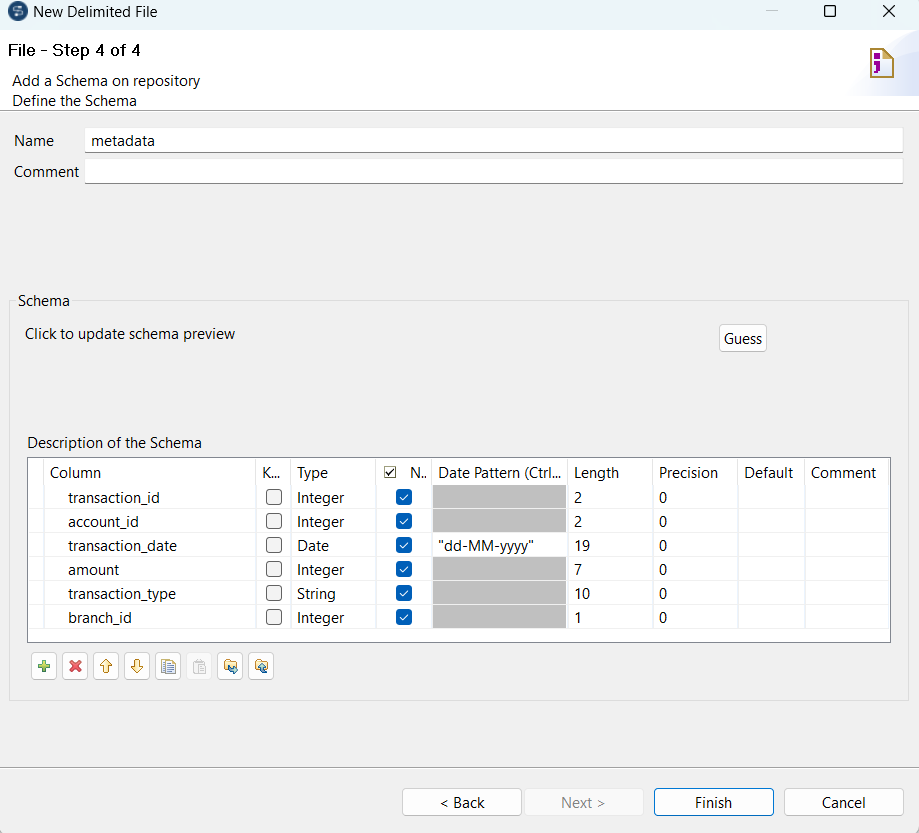 New Delimited File
File - Step 4 of 4
Add a Schema on repository
Define the Schema
Name metadata
Comment
Schema
Click to update schema preview
Guess
Description of the Schema
Column K... Type N.. Date Pattern (Ctrl... Length Precision Default Comment
transaction_id Integer 2 0
account_id Integer 2 0
transaction_date Date "dd-MM-yyyy" 19 0
amount Integer 7 0
transaction_type String 10 0
branch_id Integer 1 0
< Back Next > Finish Cancel